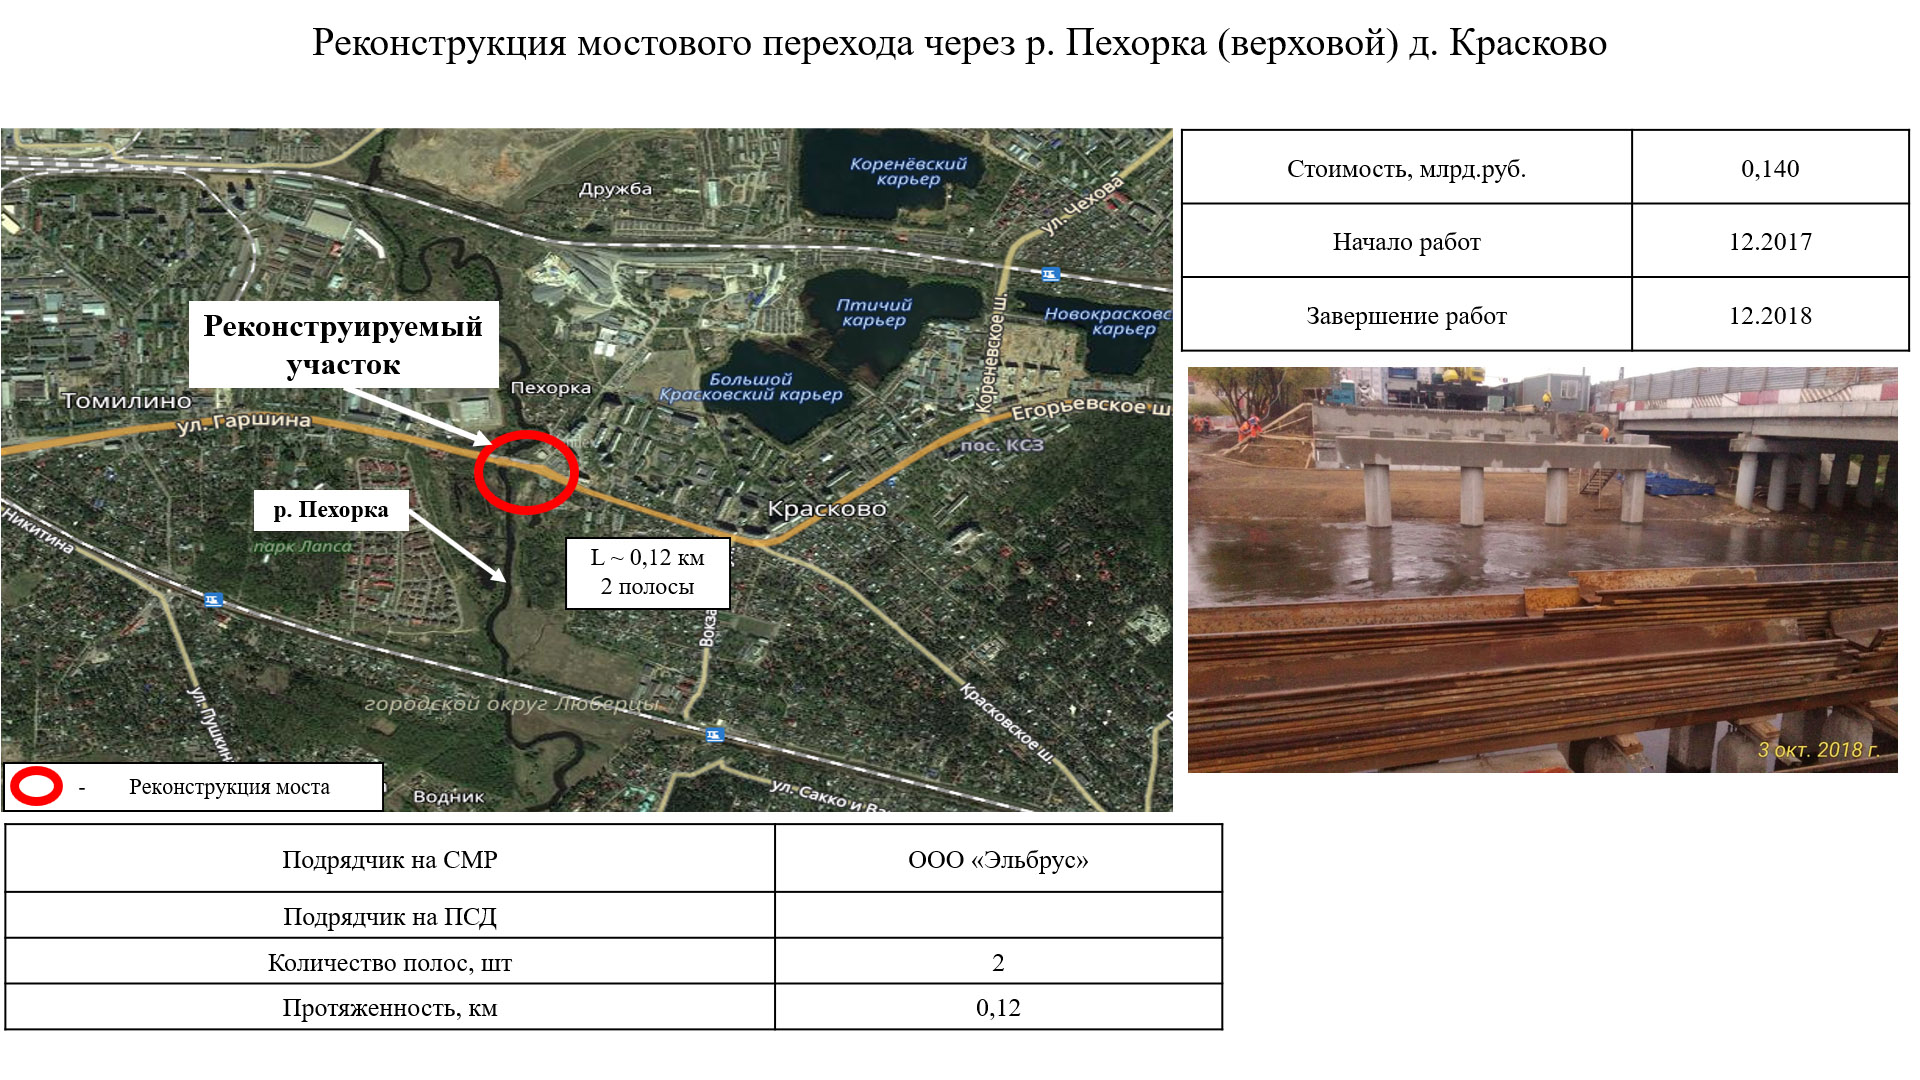 Реконструкция мостового перехода через р. Пехорка (верховой) д. Красково
Коренёвский
карьер
Дружба
ул. Чехова
Птичий
карьер
Новокрасковс
карьер
Кореневское ш.
Реконструируемый
участок
Пехорка
Большой
Красковский карьер
Томилино
ул. Гаршина
Егорьевское ш
пос. КСЗ
р. Пехорка
Красково
Никитина
парк Лапса
L ~ 0,12 км
2 полосы
Вокза
городской округ Люберцы
ул. Пушкин
Красковское ш.
- Реконструкция моста
Водник
ул. Сакко и Ва
Стоимость, млрд.руб. 0,140
Начало работ 12.2017
Завершение работ 12.2018
3 окт. 2018 г.
Подрядчик на СМР ООО «Эльбрус»
Подрядчик на ПСД
Количество полос, шт 2
Протяженность, км 0,12